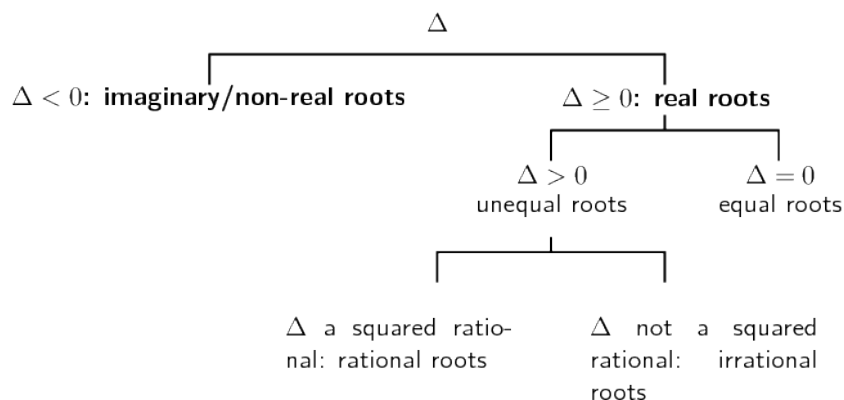 Δ
Δ < 0: imaginary/non-real roots
Δ ≥ 0: real roots
Δ > 0
unequal roots
Δ = 0
equal roots
Δ a squared ratio-
nal: rational roots
Δ not a squared
rational: irrational
roots